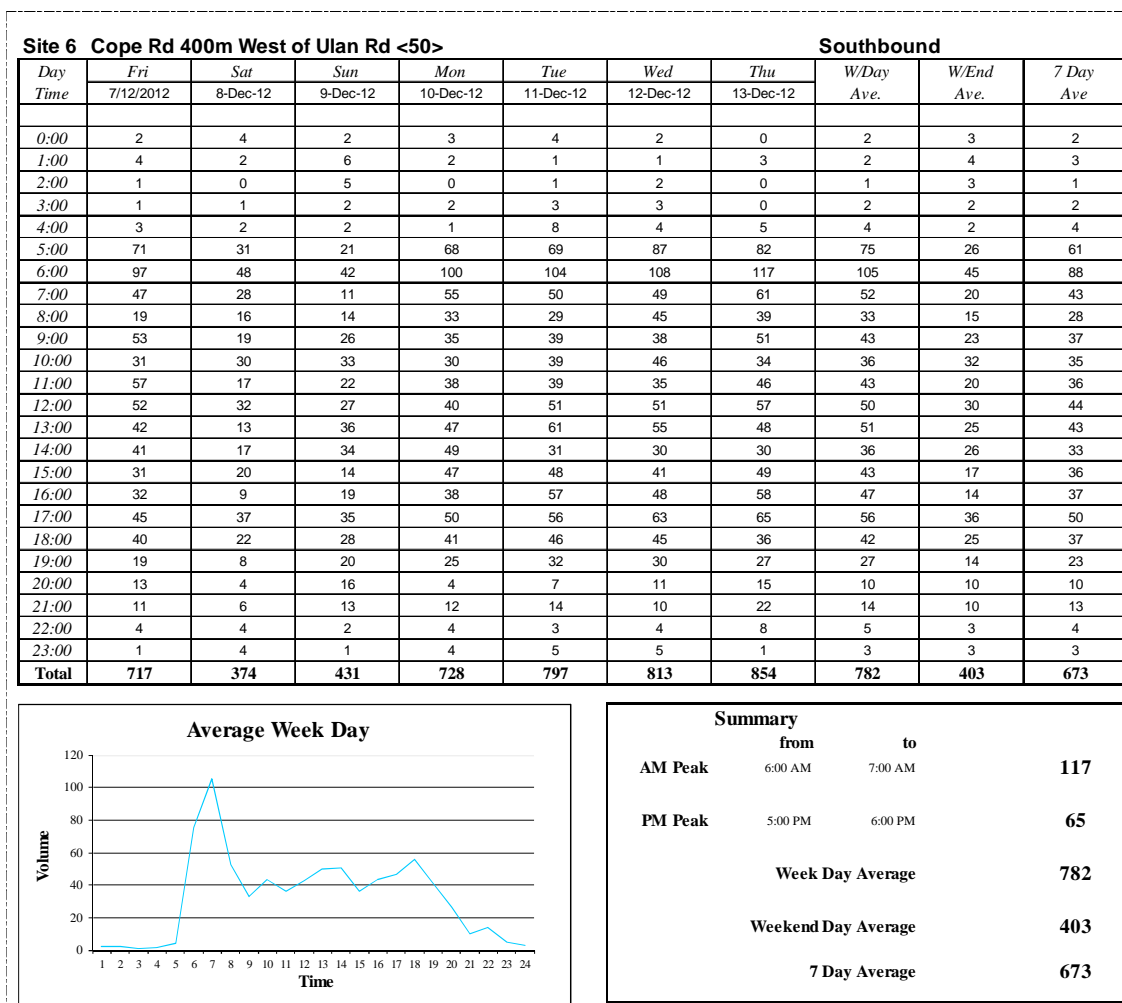 Site 6 Cope Rd 400m West of Ulan Rd <50> Southbound
Day Fri Sat Sun Mon Tue Wed Thu W/Day W/End 7 Day
Time 7/12/2012 8-Dec-12 9-Dec-12 10-Dec-12 11-Dec-12 12-Dec-12 13-Dec-12 Ave. Ave. Ave
0:00 2 4 2 3 4 2 0 2 3 2
1:00 4 2 6 2 1 1 3 2 4 3
2:00 1 0 5 0 1 2 0 1 3 1
3:00 1 1 2 2 3 3 0 2 2 2
4:00 3 2 2 1 8 4 5 4 2 4
5:00 71 31 21 68 69 87 82 75 26 61
6:00 97 48 42 100 104 108 117 105 45 88
7:00 47 28 11 55 50 49 61 52 20 43
8:00 19 16 14 33 29 45 39 33 15 28
9:00 53 19 26 35 39 38 51 43 23 37
10:00 31 30 33 30 39 46 34 36 32 35
11:00 57 17 22 38 39 35 46 43 20 36
12:00 52 32 27 40 51 51 57 50 30 44
13:00 42 13 36 47 61 55 48 51 25 43
14:00 41 17 34 49 31 30 30 36 26 33
15:00 31 20 14 47 48 41 49 43 17 36
16:00 32 9 19 38 57 48 58 47 14 37
17:00 45 37 35 50 56 63 65 56 36 50
18:00 40 22 28 41 46 45 36 42 25 37
19:00 19 8 20 25 32 30 27 27 14 23
20:00 13 4 16 4 7 11 15 10 10 10
21:00 11 6 13 12 14 10 22 14 10 13
22:00 4 4 2 4 3 4 8 5 3 4
23:00 1 4 1 4 5 5 1 3 3 3
Total 717 374 431 728 797 813 854 782 403 673
Average Week Day
120
100
80
60
40
20
0
Volume
1 2 3 4 5 6 7 8 9 10 11 12 13 14 15 16 17 18 19 20 21 22 23 24
Time
Summary
from to
AM Peak 6:00 AM 7:00 AM 117
PM Peak 5:00 PM 6:00 PM 65
Week Day Average 782
Weekend Day Average 403
7 Day Average 673